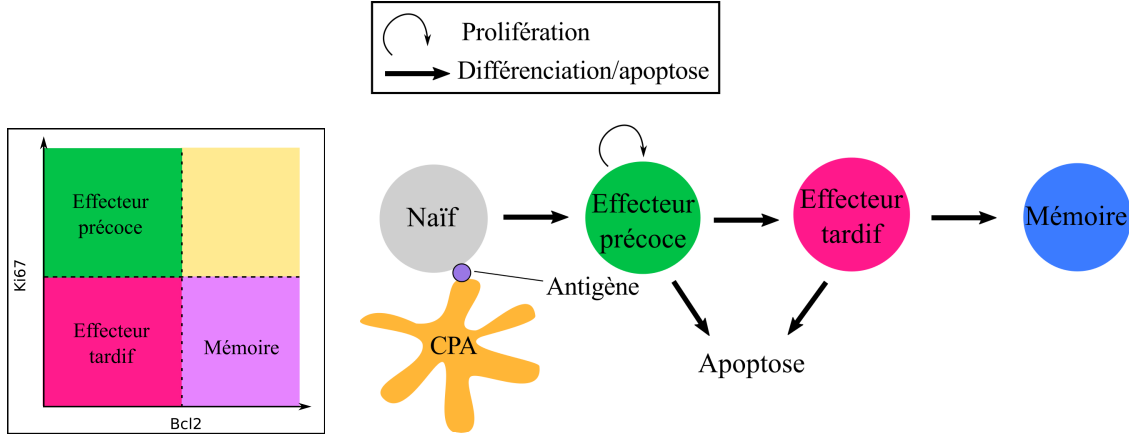 Prolifération
Différenciation/apoptose
Effecteur
précoce
Effecteur
tardif
Mémoire
Ki67
Bcl2
Naïf
Effecteur
précoce
Effecteur
tardif
Mémoire
Antigène
CPA
Apoptose